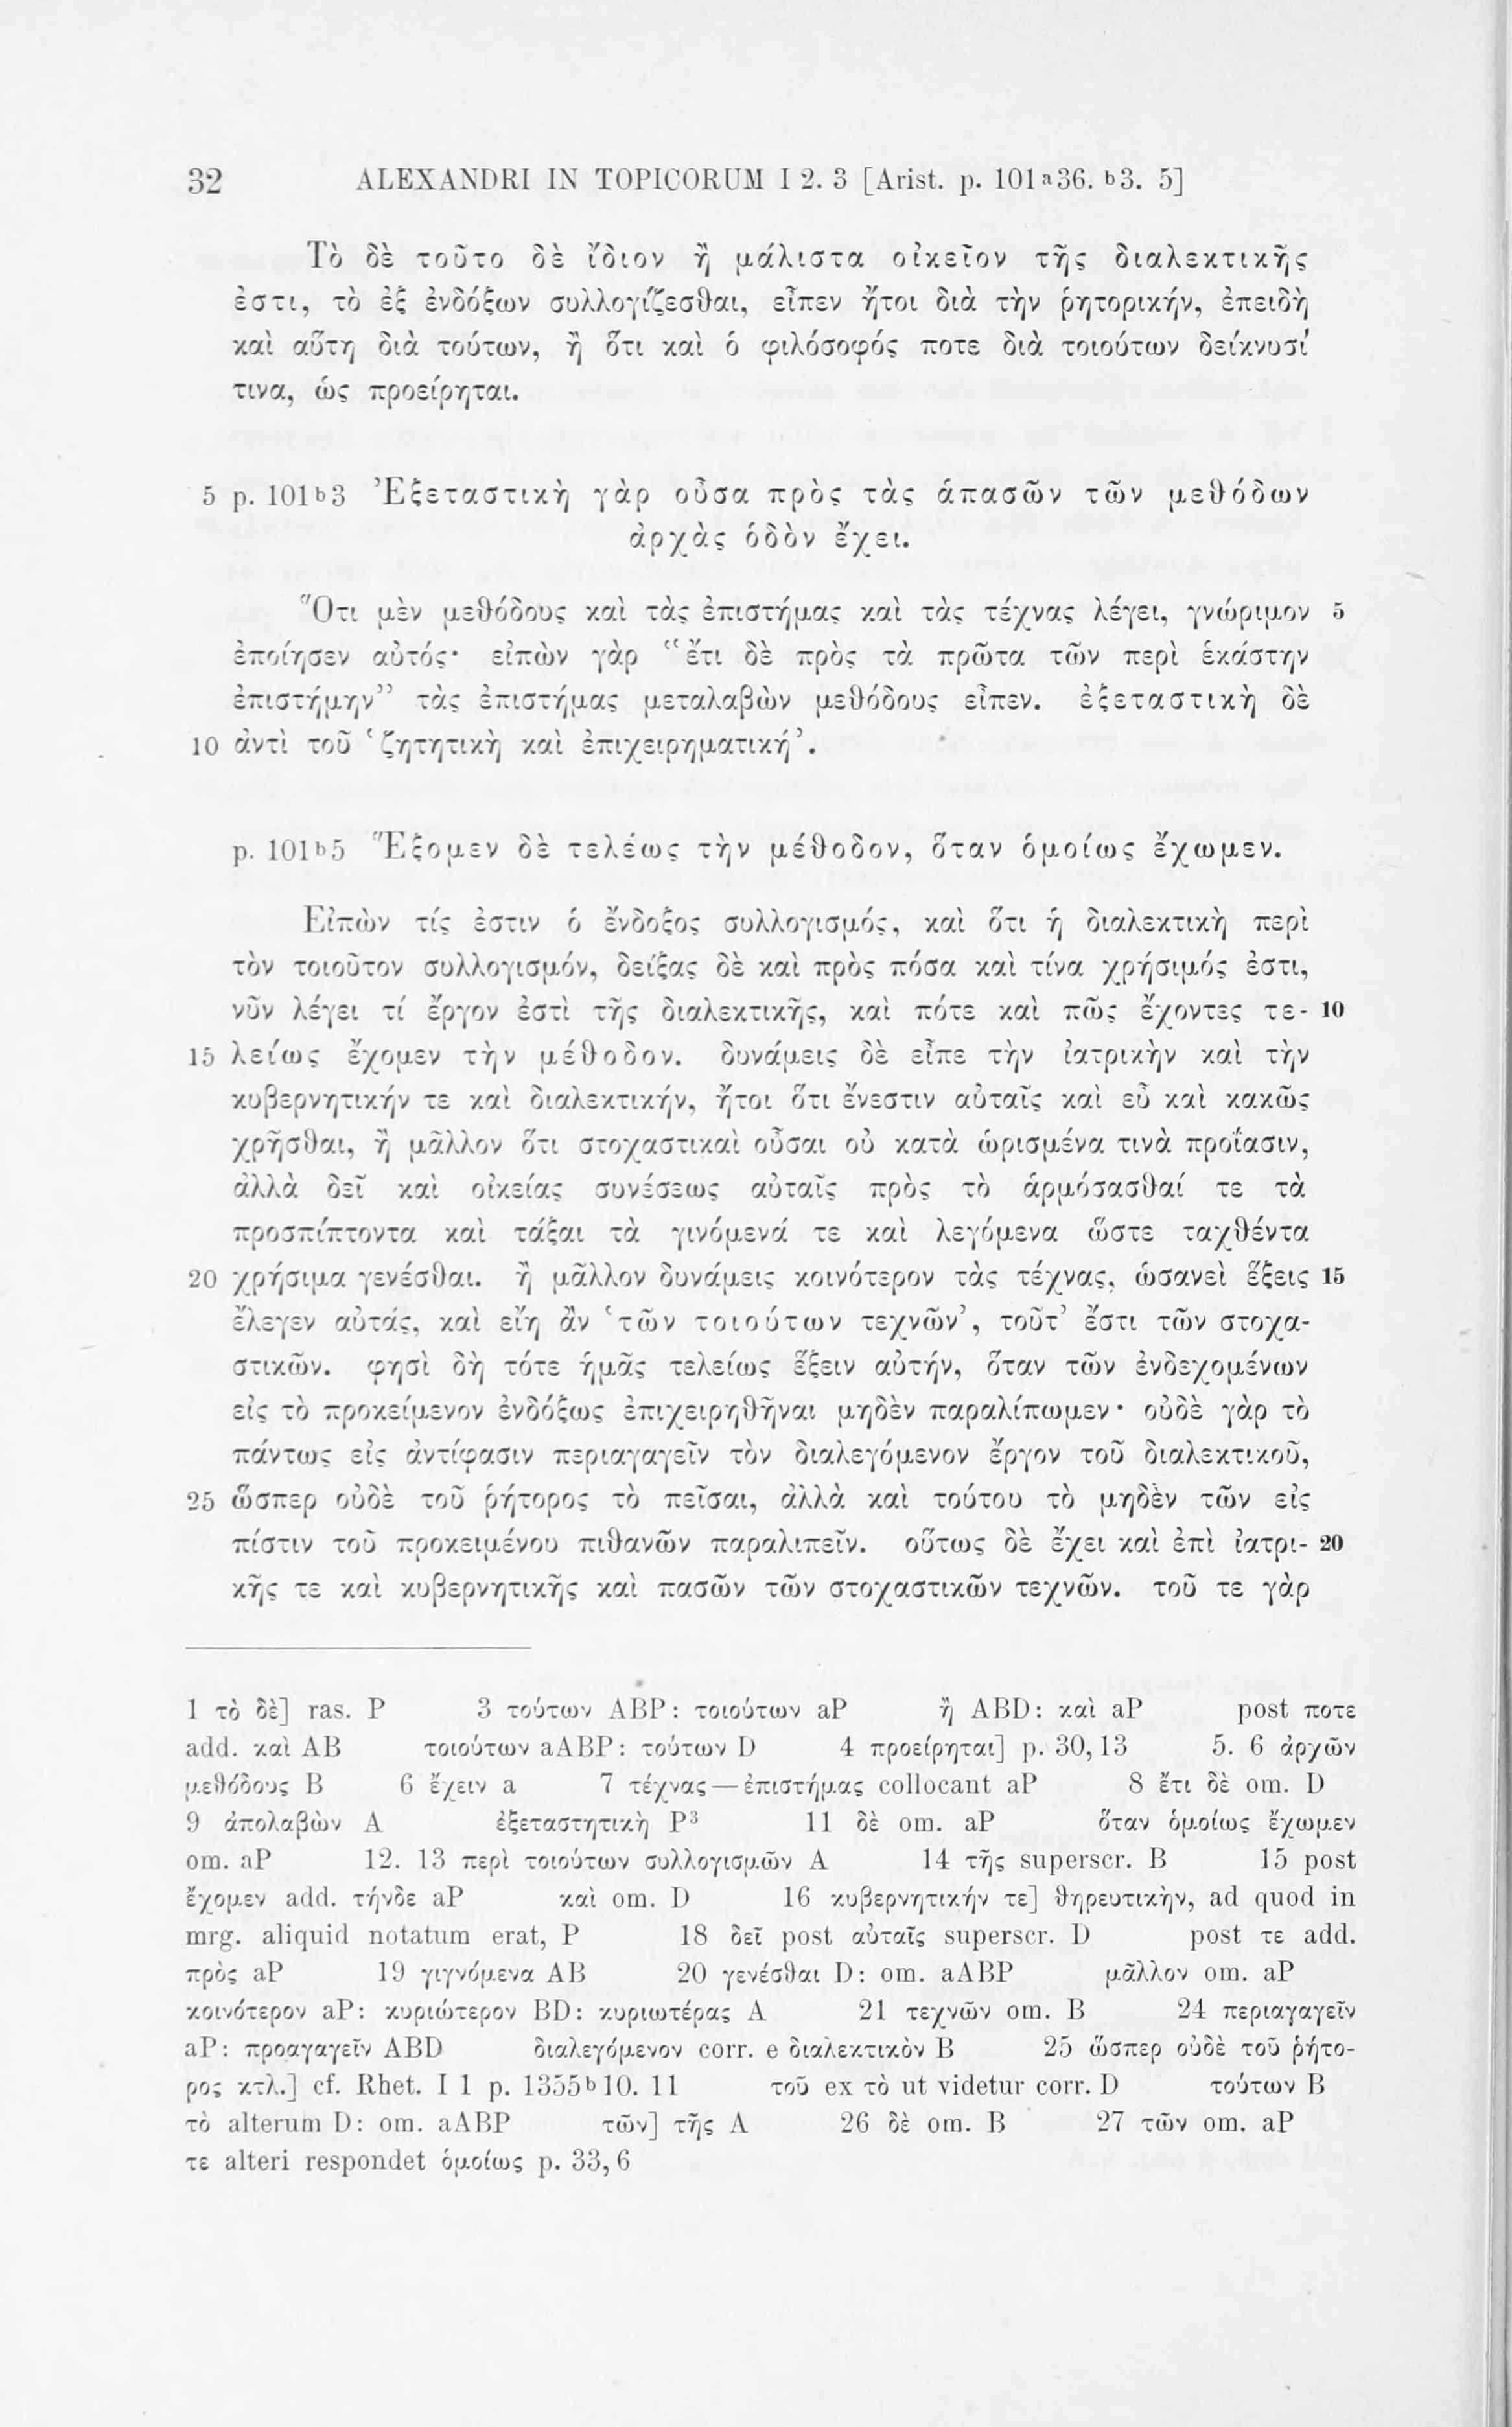 32 ALEXANDRI IN TOPICORUM I 2. 3 [Arist. p. 101ᵃ36. ᵇ3. 5]
Τὸ δὲ τοῦτο δὲ ἴδιον ἢ μάλιστα οἰκεῖον τῆς διαλεκτικῆς
ἐστι, τὸ ἐξ ἐνδόξων συλλογίζεσθαι, εἶπεν ἤτοι διὰ τὴν ῥητορικήν, ἐπειδὴ
καὶ αὕτη διὰ τούτων, ἢ ὅτι καὶ ὁ φιλόσοφός ποτε διὰ τοιούτων δείκνυσί
τινα, ὡς προείρηται.
5 p. 101ᵇ3 Ἐξεταστικὴ γὰρ οὖσα πρὸς τὰς ἁπασῶν τῶν μεθόδων
ἀρχὰς ὁδὸν ἔχει.
Ὅτι μὲν μεθόδους καὶ τὰς ἐπιστήμας καὶ τὰς τέχνας λέγει, γνώριμον 5
ἐποίησεν αὐτός· εἰπὼν γὰρ “ἔτι δὲ πρὸς τὰ πρῶτα τῶν περὶ ἑκάστην
ἐπιστήμην” τὰς ἐπιστήμας μεταλαβὼν μεθόδους εἶπεν. ἐξεταστικὴ δὲ
10 ἀντὶ τοῦ ‘ζητητικὴ καὶ ἐπιχειρηματική’.
p. 101ᵇ5 Ἕξομεν δὲ τελέως τὴν μέθοδον, ὅταν ὁμοίως ἔχωμεν.
Εἰπὼν τίς ἐστιν ὁ ἔνδοξος συλλογισμός, καὶ ὅτι ἡ διαλεκτικὴ περὶ
τὸν τοιοῦτον συλλογισμόν, δείξας δὲ καὶ πρὸς πόσα καὶ τίνα χρήσιμός ἐστι,
νῦν λέγει τί ἔργον ἐστὶ τῆς διαλεκτικῆς, καὶ πότε καὶ πῶς ἔχοντες τε- 10
15 λείως ἔχομεν τὴν μέθοδον. δυνάμεις δὲ εἶπε τὴν ἰατρικὴν καὶ τὴν
κυβερνητικήν τε καὶ διαλεκτικήν, ἤτοι ὅτι ἔνεστιν αὐταῖς καὶ εὖ καὶ κακῶς
χρῆσθαι, ἢ μᾶλλον ὅτι στοχαστικαὶ οὖσαι οὐ κατὰ ὡρισμένα τινὰ προΐασιν,
ἀλλὰ δεῖ καὶ οἰκείας συνέσεως αὐταῖς πρὸς τὸ ἁρμόσασθαί τε τὰ
προσπίπτοντα καὶ τάξαι τὰ γινόμενά τε καὶ λεγόμενα ὥστε ταχθέντα
20 χρήσιμα γενέσθαι. ἢ μᾶλλον δυνάμεις κοινότερον τὰς τέχνας, ὡσανεὶ ἕξεις 15
ἔλεγεν αὐτάς, καὶ εἴη ἂν ‘τῶν τοιούτων τεχνῶν’, τοῦτ’ ἔστι τῶν στοχα-
στικῶν. φησὶ δὴ τότε ἡμᾶς τελείως ἕξειν αὐτήν, ὅταν τῶν ἐνδεχομένων
εἰς τὸ προκείμενον ἐνδόξως ἐπιχειρηθῆναι μηδὲν παραλίπωμεν· οὐδὲ γὰρ τὸ
πάντως εἰς ἀντίφασιν περιαγαγεῖν τὸν διαλεγόμενον ἔργον τοῦ διαλεκτικοῦ,
25 ὥσπερ οὐδὲ τοῦ ῥήτορος τὸ πεῖσαι, ἀλλὰ καὶ τούτου τὸ μηδὲν τῶν εἰς
πίστιν τοῦ προκειμένου πιθανῶν παραλιπεῖν. οὕτως δὲ ἔχει καὶ ἐπὶ ἰατρι- 20
κῆς τε καὶ κυβερνητικῆς καὶ πασῶν τῶν στοχαστικῶν τεχνῶν. τοῦ τε γὰρ
1 τὸ δὲ] ras. P 3 τούτων ABP: τοιούτων aP ἢ ABD: καὶ aP post ποτε
add. καὶ AB τοιούτων aABP: τούτων D 4 προείρηται] p. 30,13 5. 6 ἀρχῶν
μεθόδους B 6 ἔχειν a 7 τέχνας—ἐπιστήμας collocant aP 8 ἔτι δὲ om. D
9 ἀπολαβὼν A ἐξεταστητικὴ P³ 11 δὲ om. aP ὅταν ὁμοίως ἔχωμεν
om. aP 12. 13 περὶ τοιούτων συλλογισμῶν A 14 τῆς superscr. B 15 post
ἔχομεν add. τήνδε aP καὶ om. D 16 κυβερνητικήν τε] θηρευτικὴν, ad quod in
mrg. aliquid notatum erat, P 18 δεῖ post αὐταῖς superscr. D post τε add.
πρὸς aP 19 γιγνόμενα AB 20 γενέσθαι D: om. aABP μᾶλλον om. aP
κοινότερον aP: κυριώτερον BD: κυριωτέρας A 21 τεχνῶν om. B 24 περιαγαγεῖν
aP: προαγαγεῖν ABD διαλεγόμενον corr. e διαλεκτικὸν B 25 ὥσπερ οὐδὲ τοῦ ῥήτο-
ρος κτλ.] cf. Rhet. I 1 p. 1355ᵇ10. 11 τοῦ ex τὸ ut videtur corr. D τούτων B
τὸ alterum D: om. aABP τῶν] τῆς A 26 δὲ om. B 27 τῶν om. aP
τε alteri respondet ὁμοίως p. 33,6